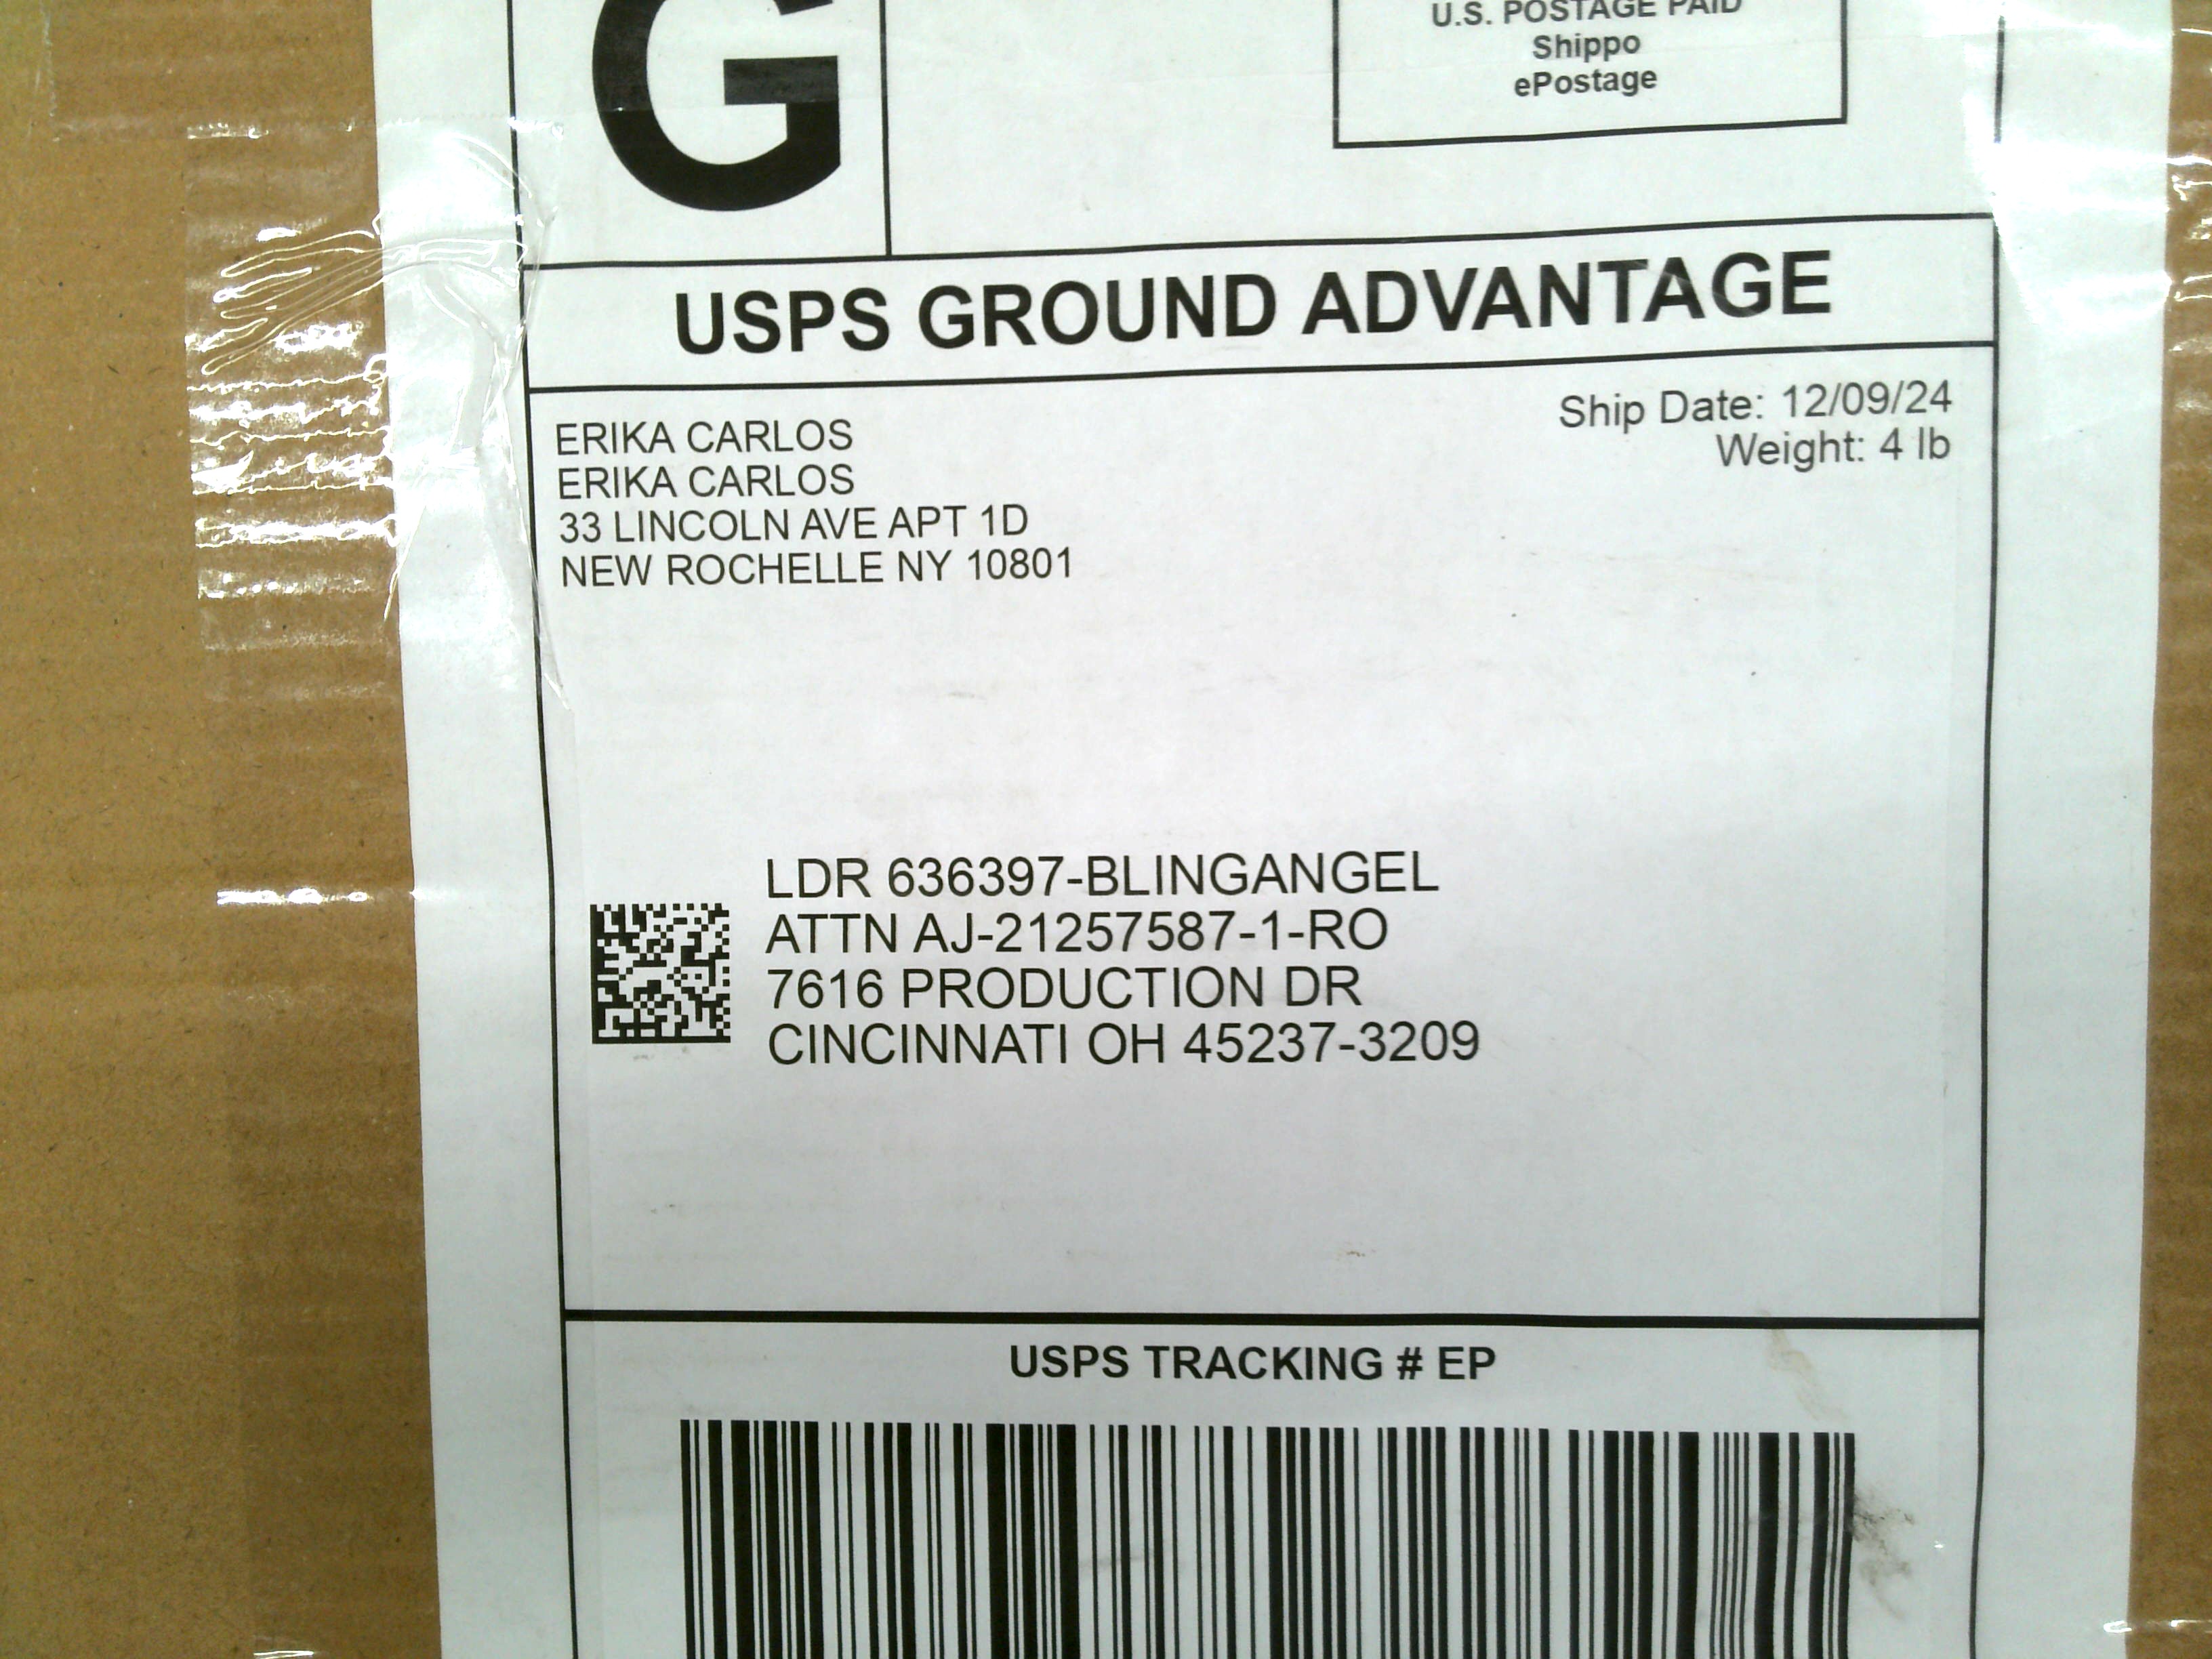 G
U.S. POSTAGE PAID
Shippo
ePostage
USPS GROUND ADVANTAGE
Ship Date: 12/09/24
Weight: 4 lb
ERIKA CARLOS
ERIKA CARLOS
33 LINCOLN AVE APT 1D
NEW ROCHELLE NY 10801
LDR 636397-BLINGANGEL
ATTN AJ-21257587-1-RO
7616 PRODUCTION DR
CINCINNATI OH 45237-3209
USPS TRACKING # EP